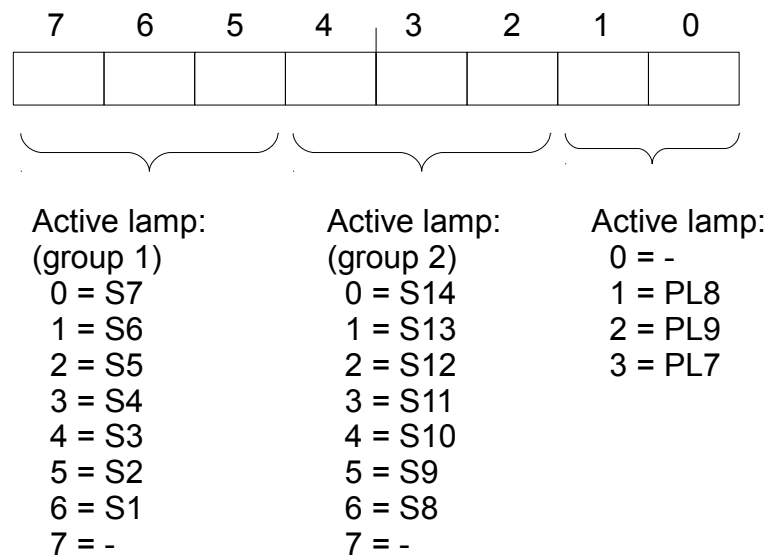 7 6 5 4 3 2 1 0
Active lamp:
(group 1)
0 = S7
1 = S6
2 = S5
3 = S4
4 = S3
5 = S2
6 = S1
7 = -
Active lamp:
(group 2)
0 = S14
1 = S13
2 = S12
3 = S11
4 = S10
5 = S9
6 = S8
7 = -
Active lamp:
0 = -
1 = PL8
2 = PL9
3 = PL7